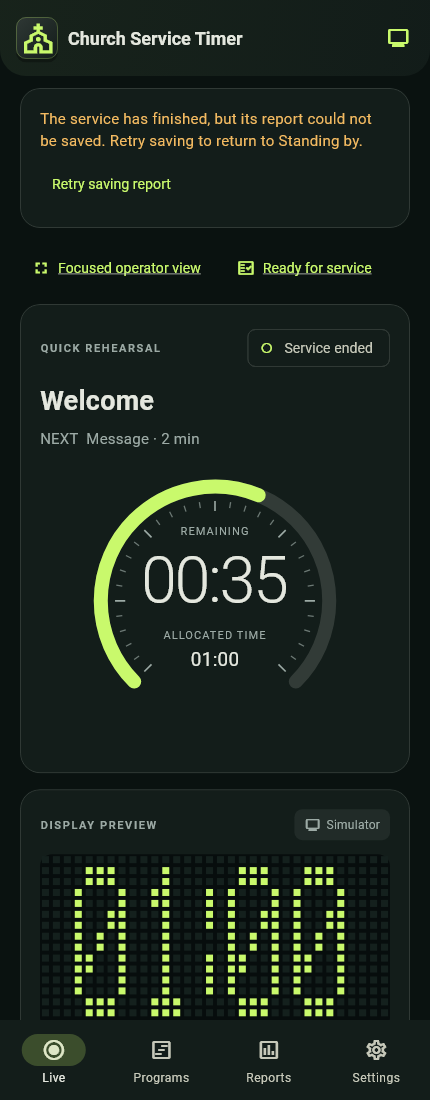 Church Service Timer
The service has finished, but its report could not
be saved. Retry saving to return to Standing by.
Retry saving report
Focused operator view
Ready for service
QUICK REHEARSAL
Service ended
Welcome
NEXT Message · 2 min
REMAINING
00:35
ALLOCATED TIME
01:00
DISPLAY PREVIEW
Simulator
01:00
Live
Programs
Reports
Settings